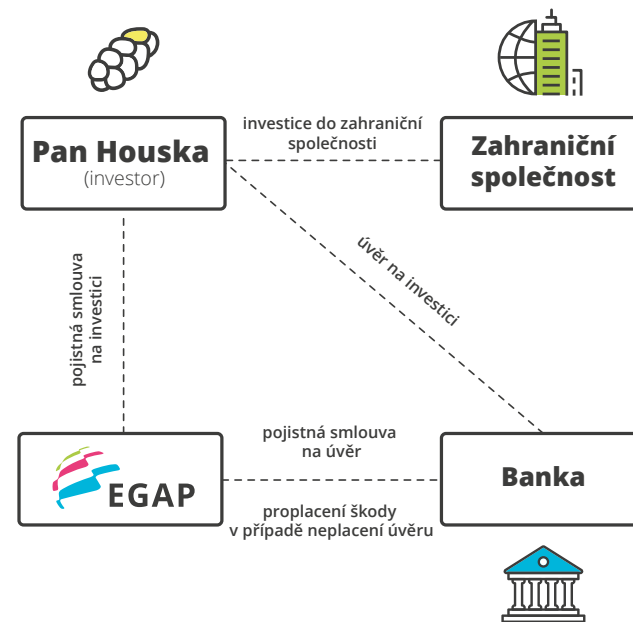 investice do zahraniční
společnosti
Pan Houska
(investor)
Zahraniční
společnost
úvěr na investici
pojistná smlouva
na investici
pojistná smlouva
na úvěr
EGAP
Banka
proplacení škody
v případě neplacení úvěru